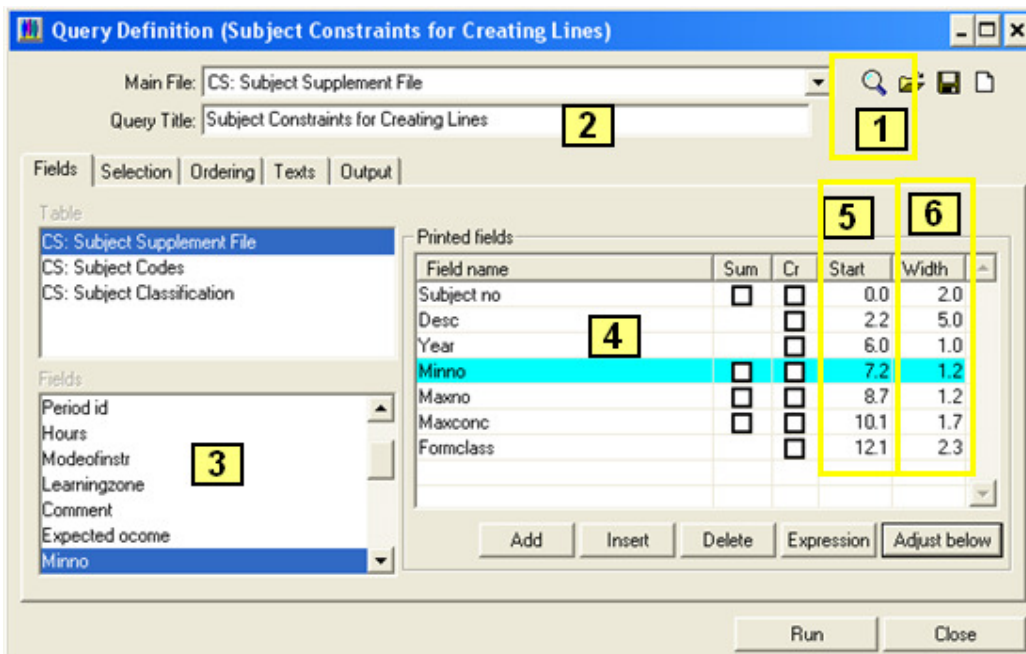 Query Definition (Subject Constraints for Creating Lines)
Main File: CS: Subject Supplement File
1
Query Title: Subject Constraints for Creating Lines
2
Fields Selection Ordering Texts Output
Table
CS: Subject Supplement File
CS: Subject Codes
CS: Subject Classification
Fields
Period id
Hours
Modeofinstr
Learningzone
Comment
Expected ocome
Minno
3
5 6
Printed fields
Field name Sum Cr Start Width
Subject no 0.0 2.0
Desc 2.2 5.0
Year 6.0 1.0
Minno 7.2 1.2
Maxno 8.7 1.2
Maxconc 10.1 1.7
Formclass 12.1 2.3
4
Add Insert Delete Expression Adjust below
Run Close